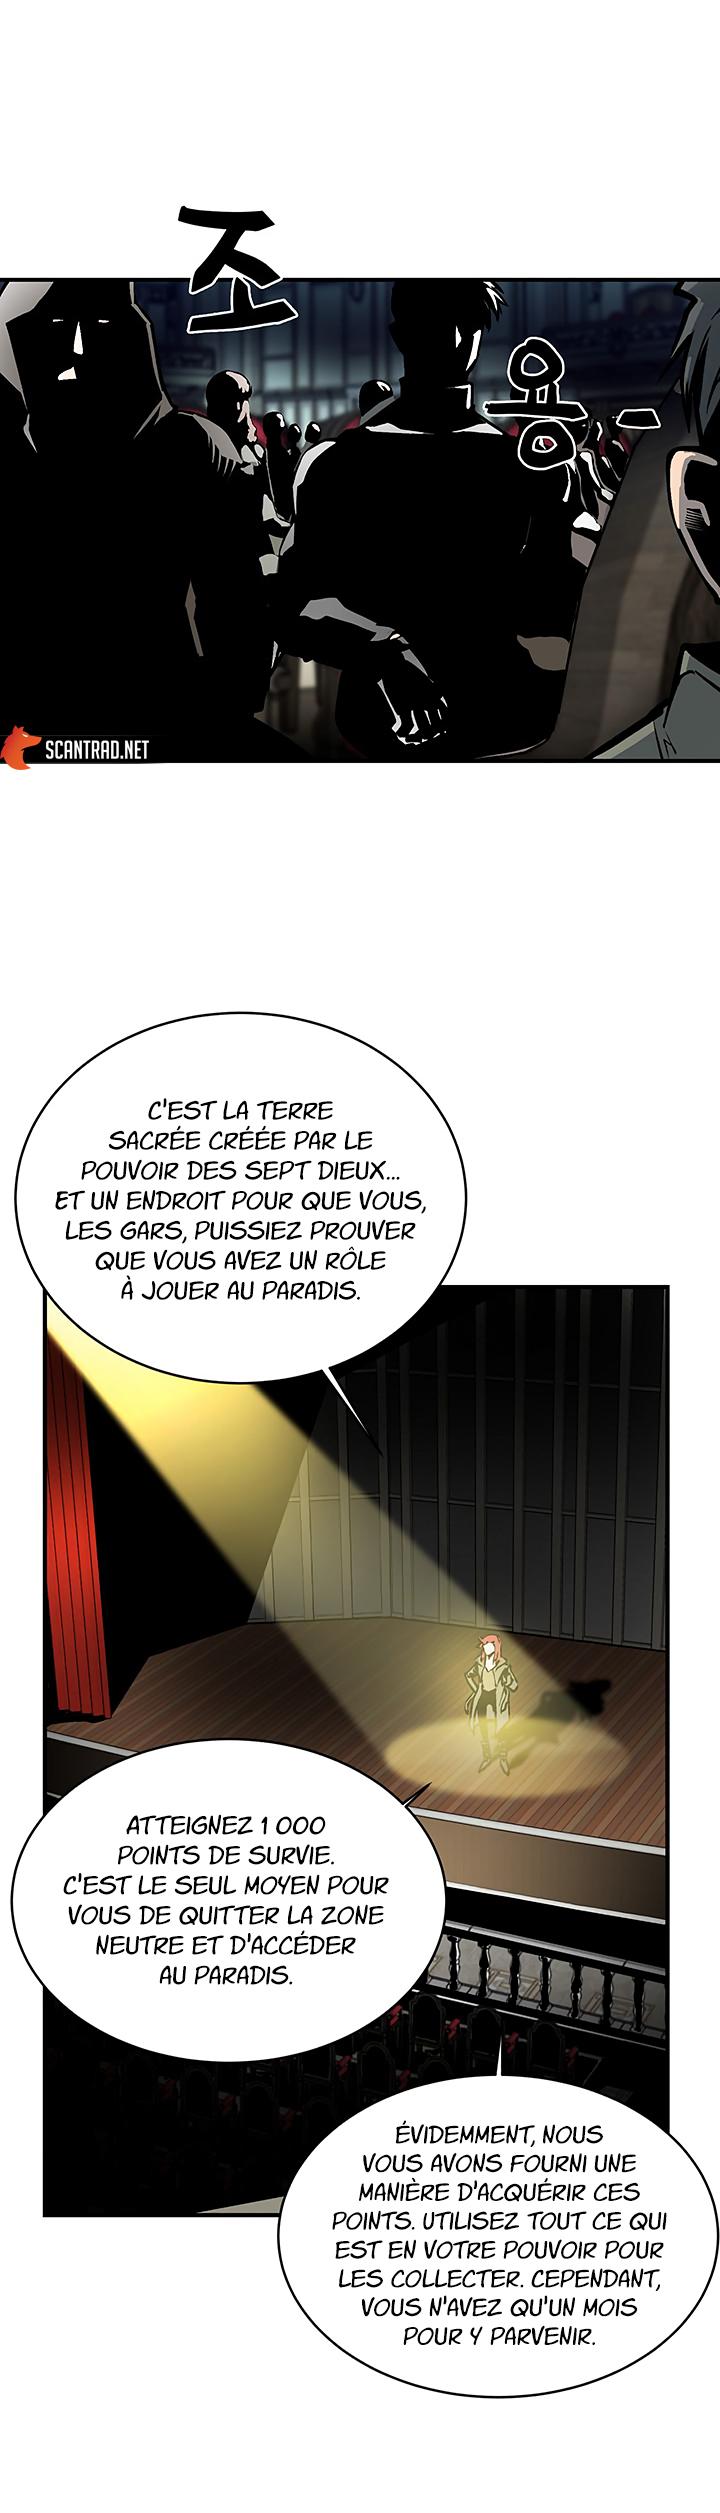 조
용
SCANTRAD.NET
C'EST LA TERRE
SACRÉE CRÉÉE PAR LE
POUVOIR DES SEPT DIEUX...
ET UN ENDROIT POUR QUE VOUS,
LES GARS, PUISSIEZ PROUVER
QUE VOUS AVEZ UN RÔLE
À JOUER AU PARADIS.
ATTEIGNEZ 1 000
POINTS DE SURVIE.
C'EST LE SEUL MOYEN POUR
VOUS DE QUITTER LA ZONE
NEUTRE ET D'ACCÉDER
AU PARADIS.
ÉVIDEMMENT, NOUS
VOUS AVONS FOURNI UNE
MANIÈRE D'ACQUÉRIR CES
POINTS. UTILISEZ TOUT CE QUI
EST EN VOTRE POUVOIR POUR
LES COLLECTER. CEPENDANT,
VOUS N'AVEZ QU'UN MOIS
POUR Y PARVENIR.